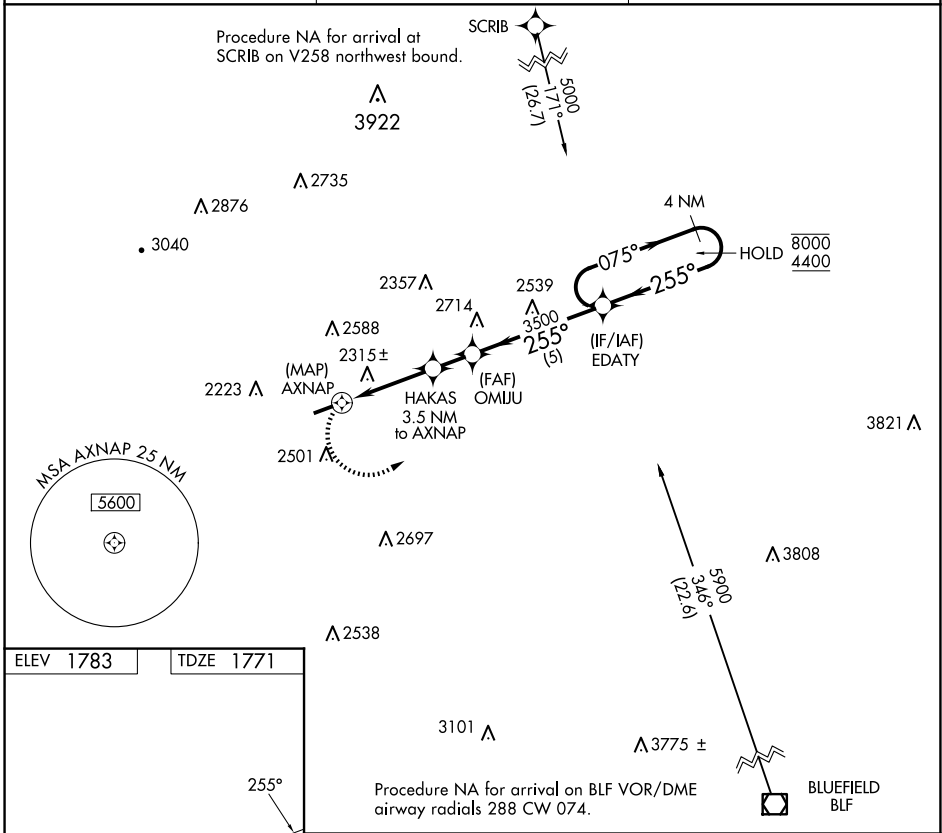 SCRIB
Procedure NA for arrival at
SCRIB on V258 northwest bound.
5000
171°
(26.7)
3922
2735
2876
4 NM
3040
HOLD
8000
4400
075°
255°
2357
2539
2714
3500
255°
(5)
2588
(IF/IAF)
EDATY
2315 ±
(MAP)
AXNAP
(FAF)
OMIJU
2223
HAKAS
3.5 NM
to AXNAP
3821
2501
MSA AXNAP 25 NM
5600
2697
3808
5900
346°
(22.6)
2538
ELEV 1783
TDZE 1771
3101
3775 ±
255°
Procedure NA for arrival on BLF VOR/DME
airway radials 288 CW 074.
BLUEFIELD
BLF